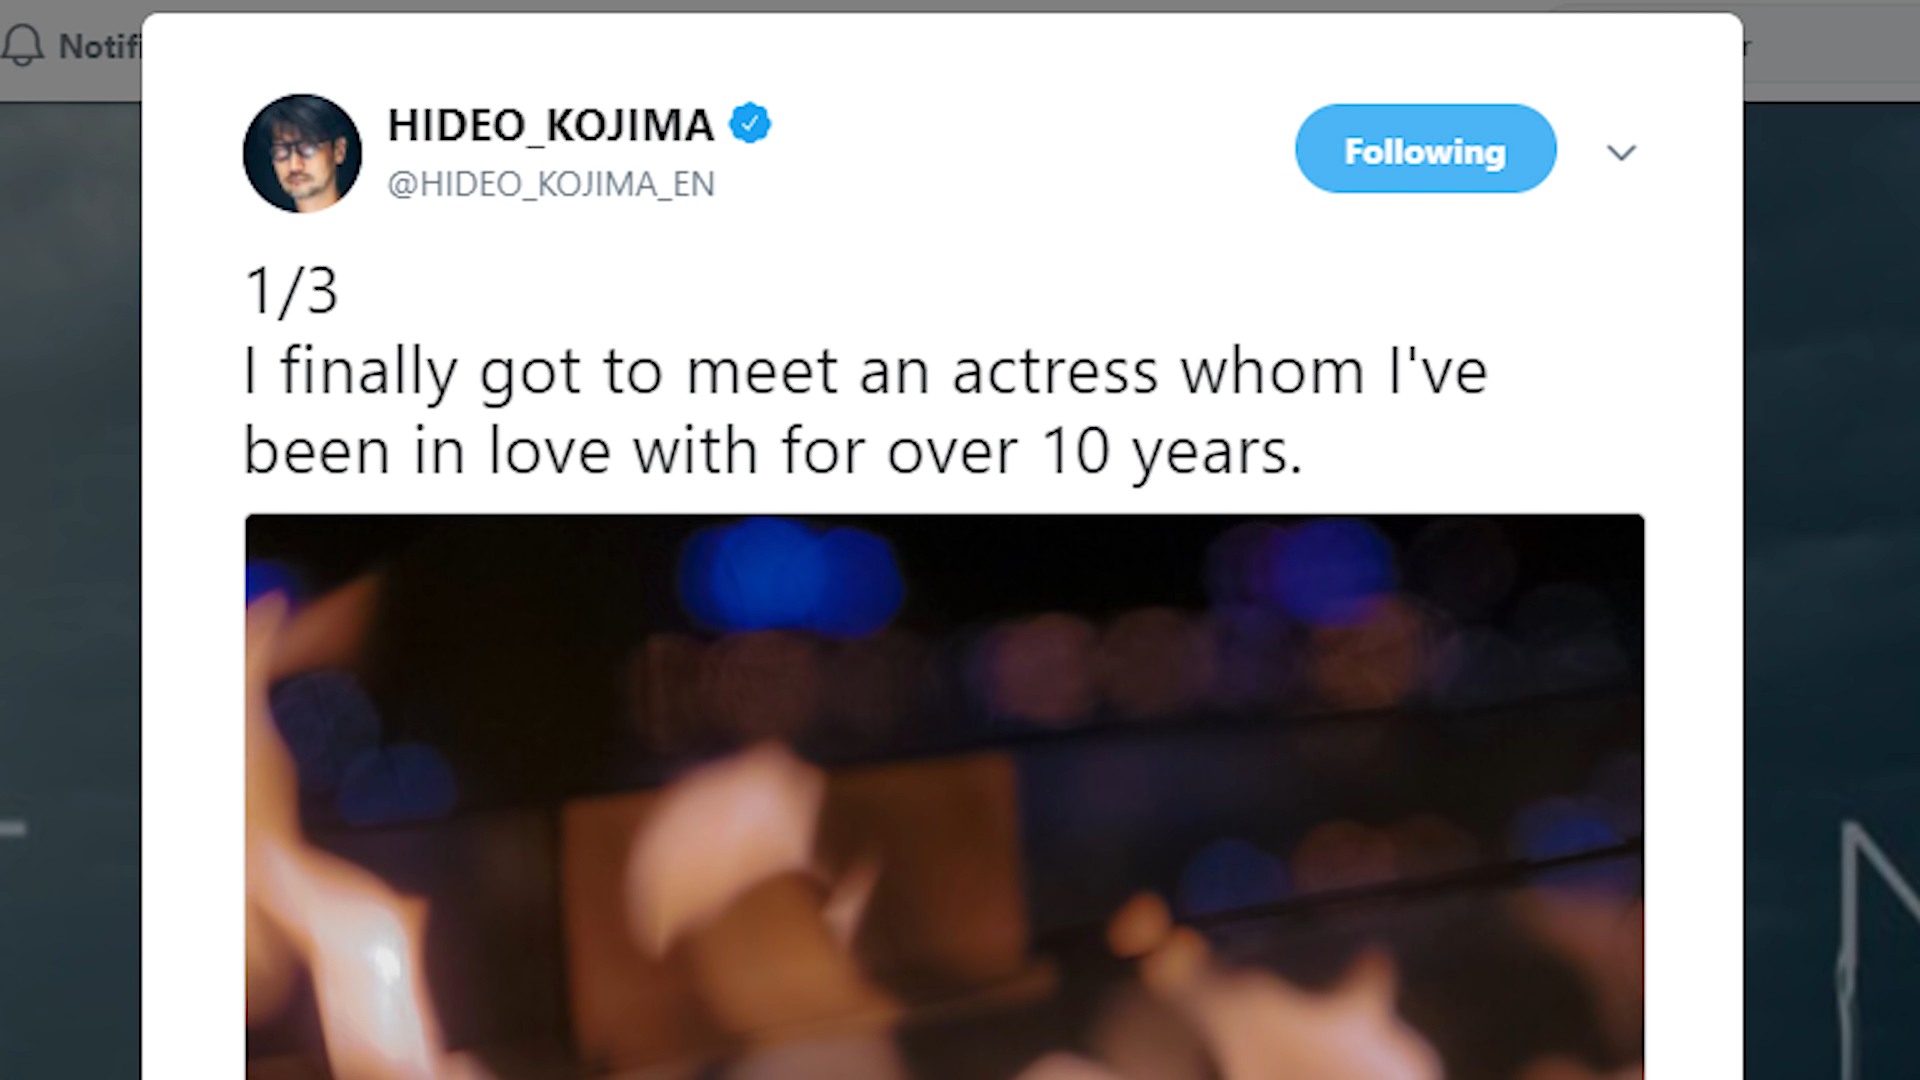 Notifi
HIDEO_KOJIMA
@HIDEO_KOJIMA_EN
Following
1/3
I finally got to meet an actress whom I've
been in love with for over 10 years.